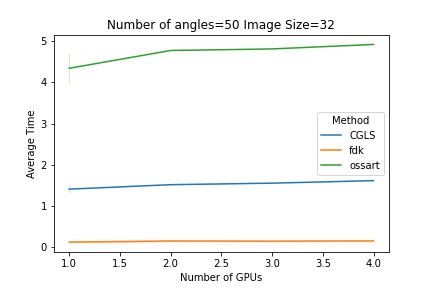 Number of angles=50 Image Size=32
Average Time
5
4
3
2
1
0
Method
CGLS
fdk
ossart
1.0 1.5 2.0 2.5 3.0 3.5 4.0
Number of GPUs